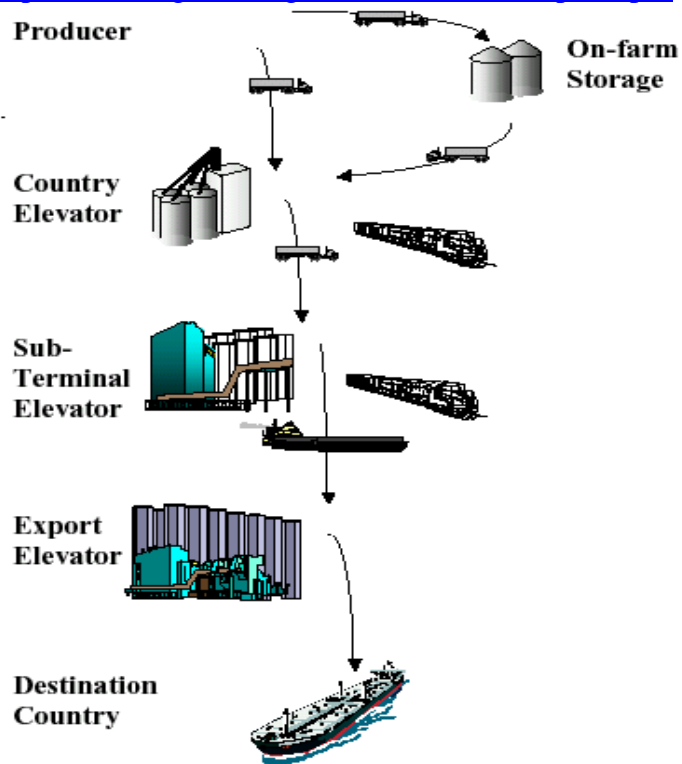 Producer
On-farm
Storage
Country
Elevator
Sub-
Terminal
Elevator
Export
Elevator
Destination
Country